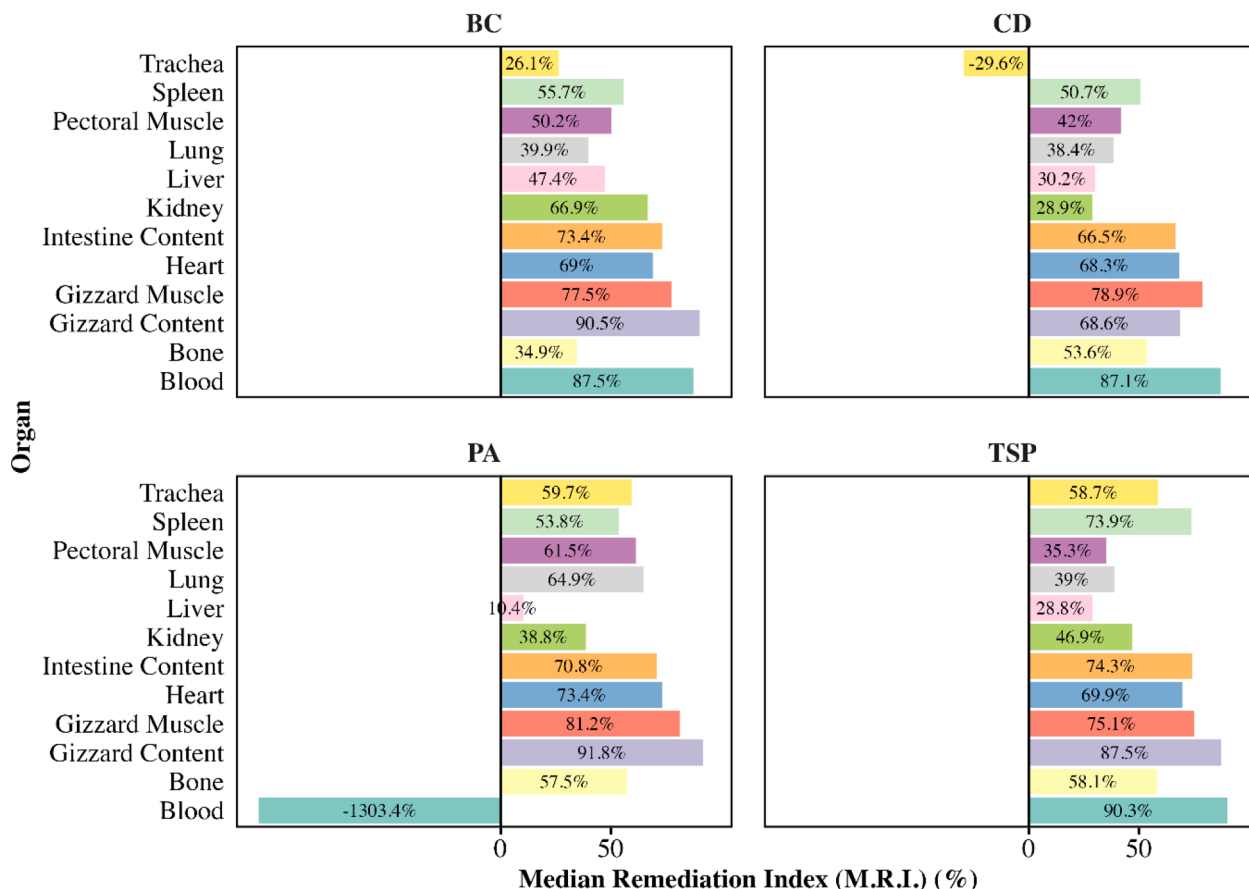 BC
CD
Trachea
26.1%
-29.6%
Spleen
55.7%
50.7%
Pectoral Muscle
50.2%
42%
Lung
39.9%
38.4%
Liver
47.4%
30.2%
Kidney
66.9%
28.9%
Intestine Content
73.4%
66.5%
Heart
69%
68.3%
Gizzard Muscle
77.5%
78.9%
Gizzard Content
90.5%
68.6%
Bone
34.9%
53.6%
Blood
87.5%
87.1%
Organ
PA
TSP
Trachea
59.7%
58.7%
Spleen
53.8%
73.9%
Pectoral Muscle
61.5%
35.3%
Lung
64.9%
39%
Liver
10.4%
28.8%
Kidney
38.8%
46.9%
Intestine Content
70.8%
74.3%
Heart
73.4%
69.9%
Gizzard Muscle
81.2%
75.1%
Gizzard Content
91.8%
87.5%
Bone
57.5%
58.1%
Blood
-1303.4%
90.3%
0
50
0
50
Median Remediation Index (M.R.I.) (%)